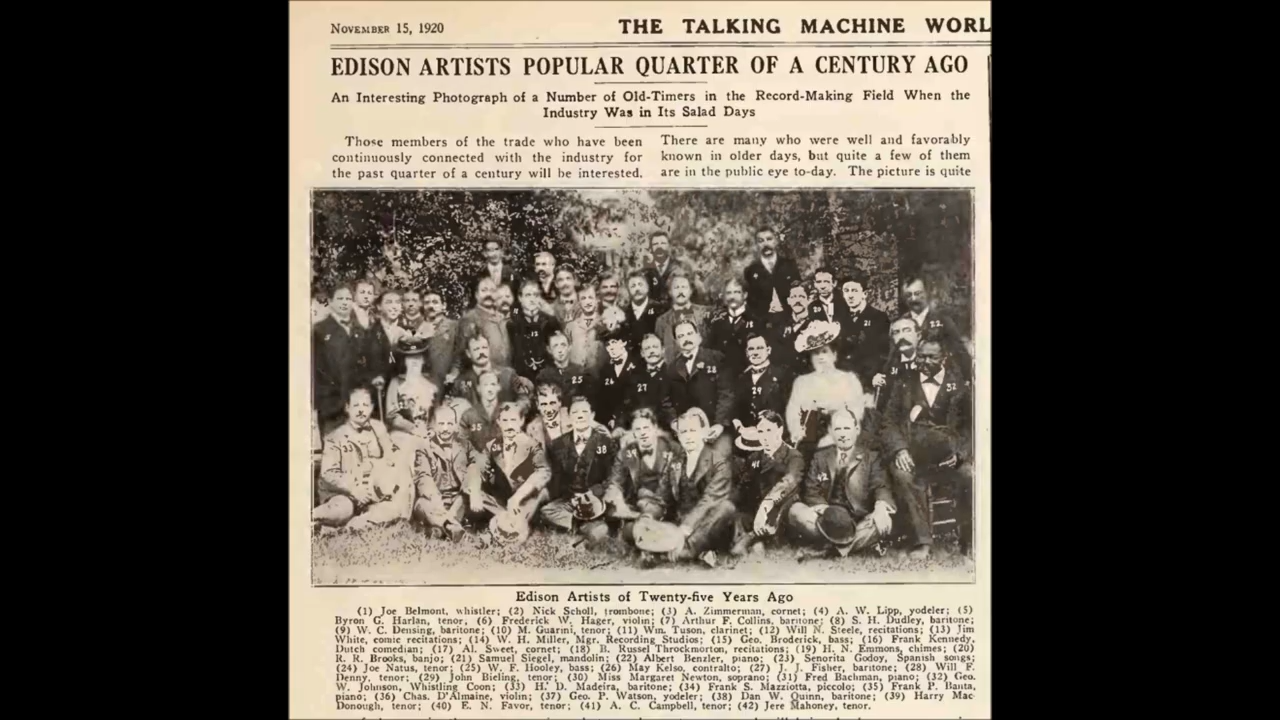 NOVEMBER 15, 1920
THE TALKING MACHINE WORL
EDISON ARTISTS POPULAR QUARTER OF A CENTURY AGO
An Interesting Photograph of a Number of Old-Timers in the Record-Making Field When the
Industry Was in Its Salad Days
Those members of the trade who have been
continuously connected with the industry for
the past quarter of a century will be interested.
There are many who were well and favorably
known in older days, but quite a few of them
are in the public eye to-day. The picture is quite
Edison Artists of Twenty-five Years Ago
(1) Joe Belmont, whistler; (2) Nick Scholl, trombone; (3) A. Zimmerman, cornet; (4) A. W. Lipp, yodeler; (5)
Byron G. Harlan, tenor, (6) Frederick W. Hager, violin; (7) Arthur F. Collins, baritone; (8) S. H. Dudley, baritone;
(9) W. C. Densing, baritone; (10) M. Guarini, tenor; (11) Wm. Tuson, clarinet; (12) Will N. Steele, recitations; (13) Jim
White, comic recitations; (14) W. H. Miller, Mgr. Recording Studios; (15) Geo. Broderick, bass; (16) Frank Kennedy,
Dutch comedian; (17) Al. Sweet, cornet; (18) B. Russel Throckmorton, recitations; (19) H. N. Emmons, chimes; (20)
R. R. Brooks, banjo; (21) Samuel Siegel, mandolin; (22) Albert Benzler, piano; (23) Senorita Godoy, Spanish songs;
(24) Joe Natus, tenor; (25) W. F. Hooley, bass; (26) May Kelso, contralto; (27) J. J. Fisher, baritone; (28) Will F.
Denny, tenor; (29) John Bieling, tenor; (30) Miss Margaret Newton, soprano; (31) Fred Bachman, piano; (32) Geo.
W. Johnson, Whistling Coon; (33) H. D. Madeira, baritone; (34) Frank S. Mazziotta, piccolo; (35) Frank P. Banta,
piano; (36) Chas. D'Almaine, violin; (37) Geo. P. Watson, yodeler; (38) Dan W. Quinn, baritone; (39) Harry Mac-
Donough, tenor; (40) E. N. Favor, tenor; (41) A. C. Campbell, tenor; (42) Jere Mahoney, tenor.